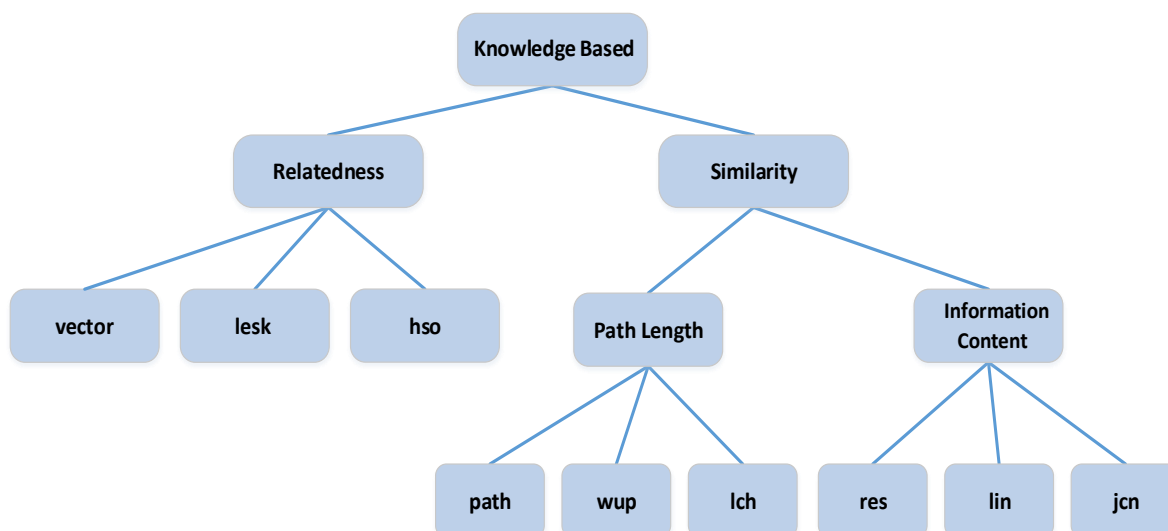 Knowledge Based
Relatedness
Similarity
vector
lesk
hso
Path Length
Information
Content
path
wup
lch
res
lin
jcn